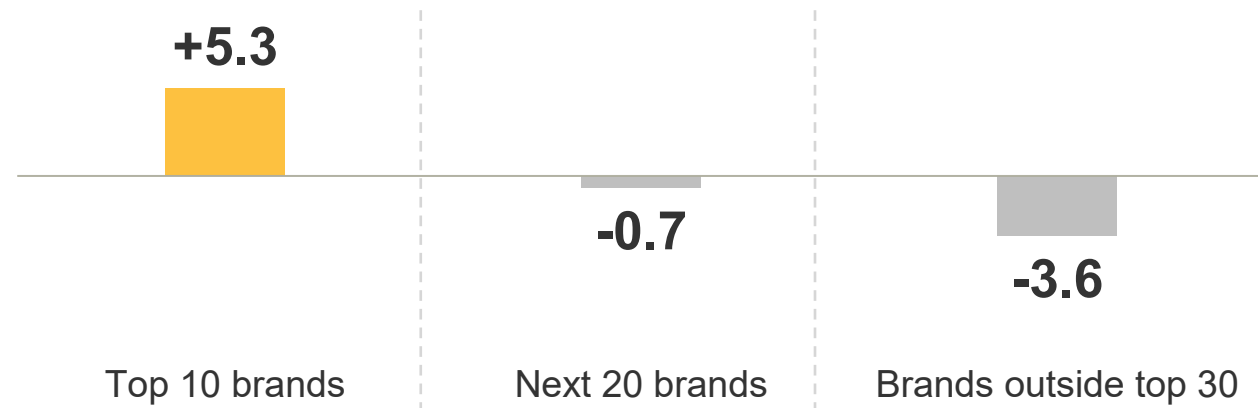 +5.3
-0.7
-3.6
Top 10 brands
Next 20 brands
Brands outside top 30